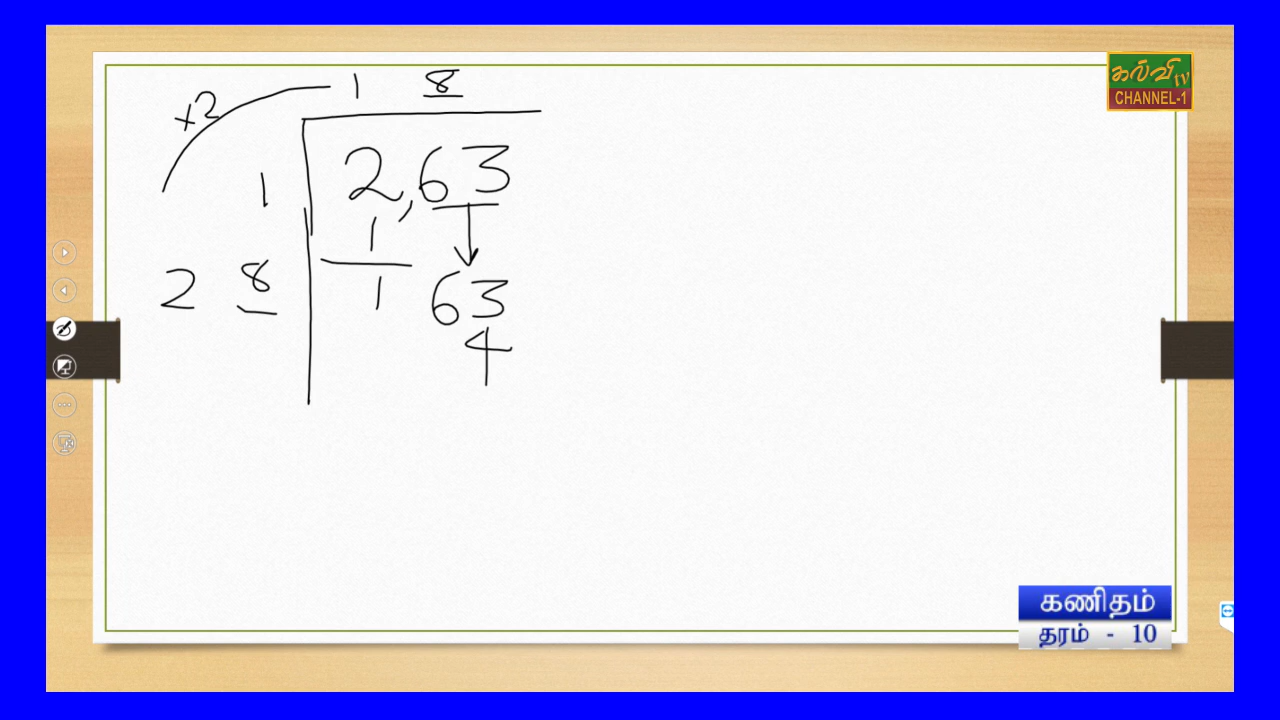 1 8
×2
1 2,63
1
2 8 1 63
4
கல்வி TV
CHANNEL-1
கணிதம்
தரம் - 10